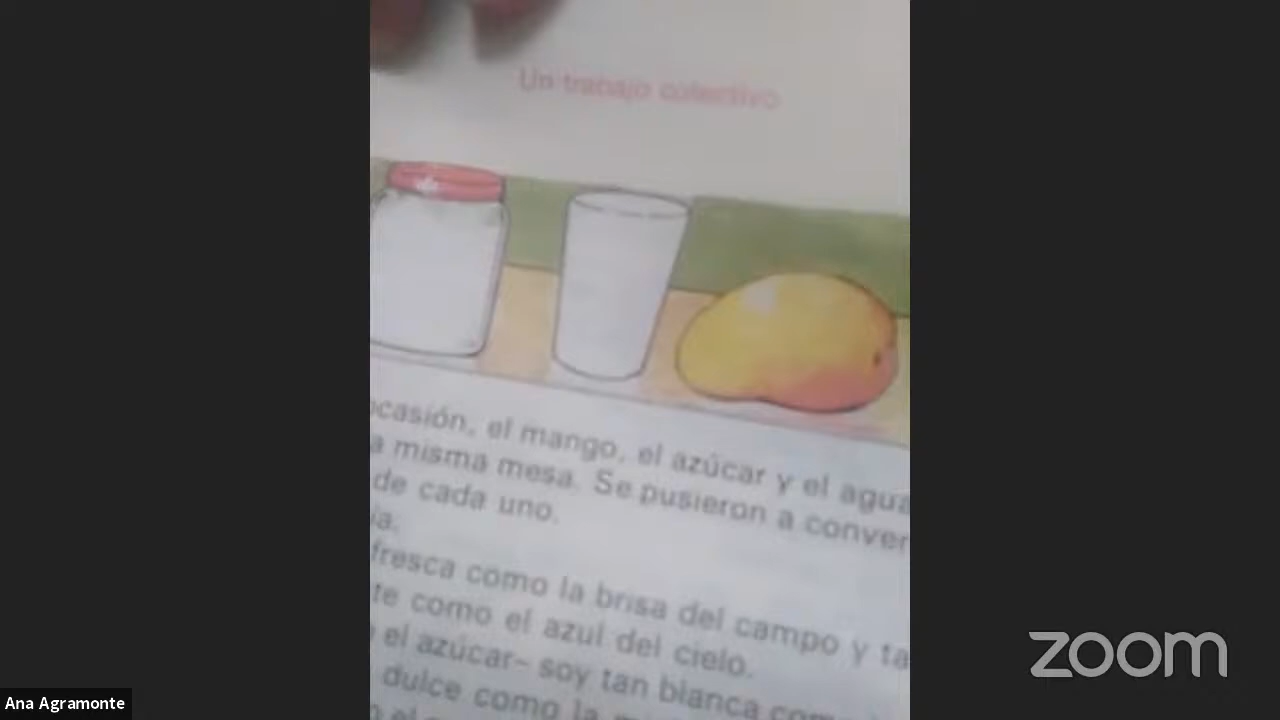 Un trabajo colectivo
ocasión, el mango, el azúcar y el agua
misma mesa. Se pusieron a conver
de cada uno.
fresca como la brisa del campo y
te como el azul del cielo.
el azúcar– soy tan blanca com
dulce como la
zoom
Ana Agramonte